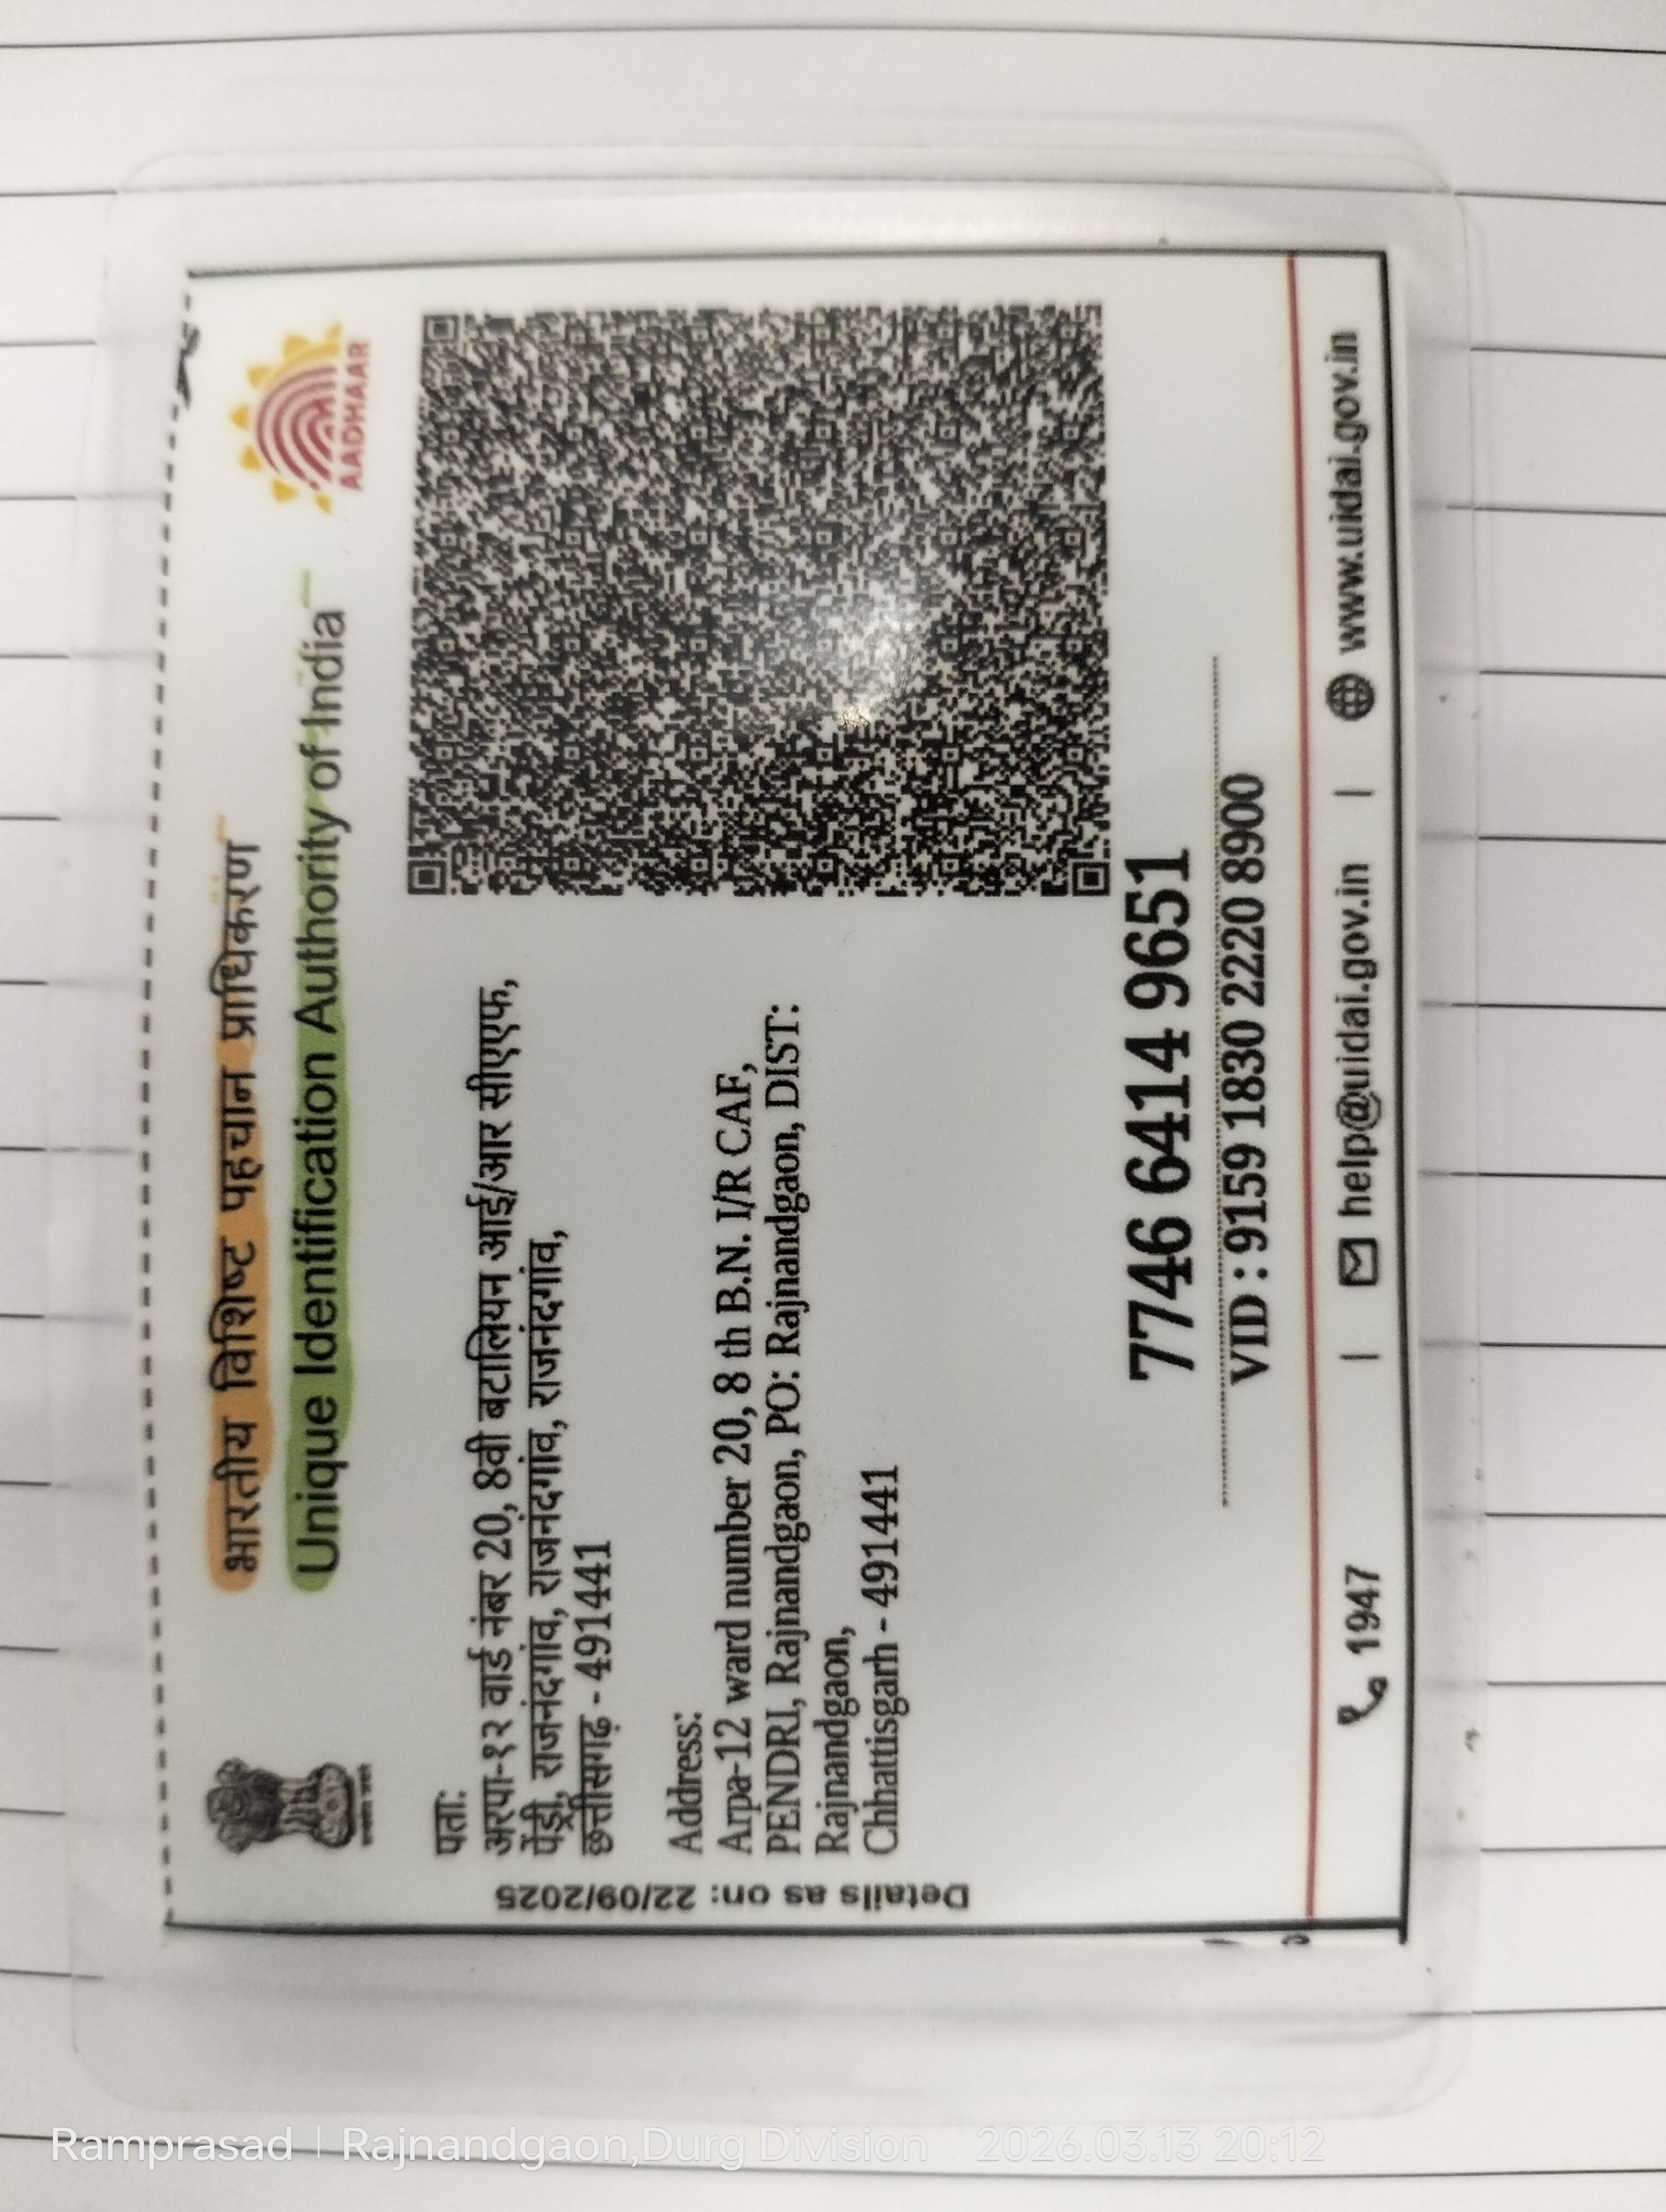 भारतीय विशिष्ट पहचान प्राधिकरण
Unique Identification Authority of India
AADHAAR
पता:
अरपा-१२ वार्ड नंबर 20, 8वी बटालियन आई/आर सीएएफ,
पेंड्री, राजनंदगांव, राजनंदगांव, राजनंदगांव,
छत्तीसगढ़ - 491441
Address:
Arpa-12 ward number 20, 8 th B.N. I/R CAF,
PENDRI, Rajnandgaon, PO: Rajnandgaon, DIST:
Rajnandgaon,
Chhattisgarh - 491441
Details as on: 22/09/2025
7746 6414 9651
VID : 9159 1830 2220 8900
1947 | help@uidai.gov.in | www.uidai.gov.in
Ramprasad | Rajnandgaon,Durg Division 2026.03.13 20:12